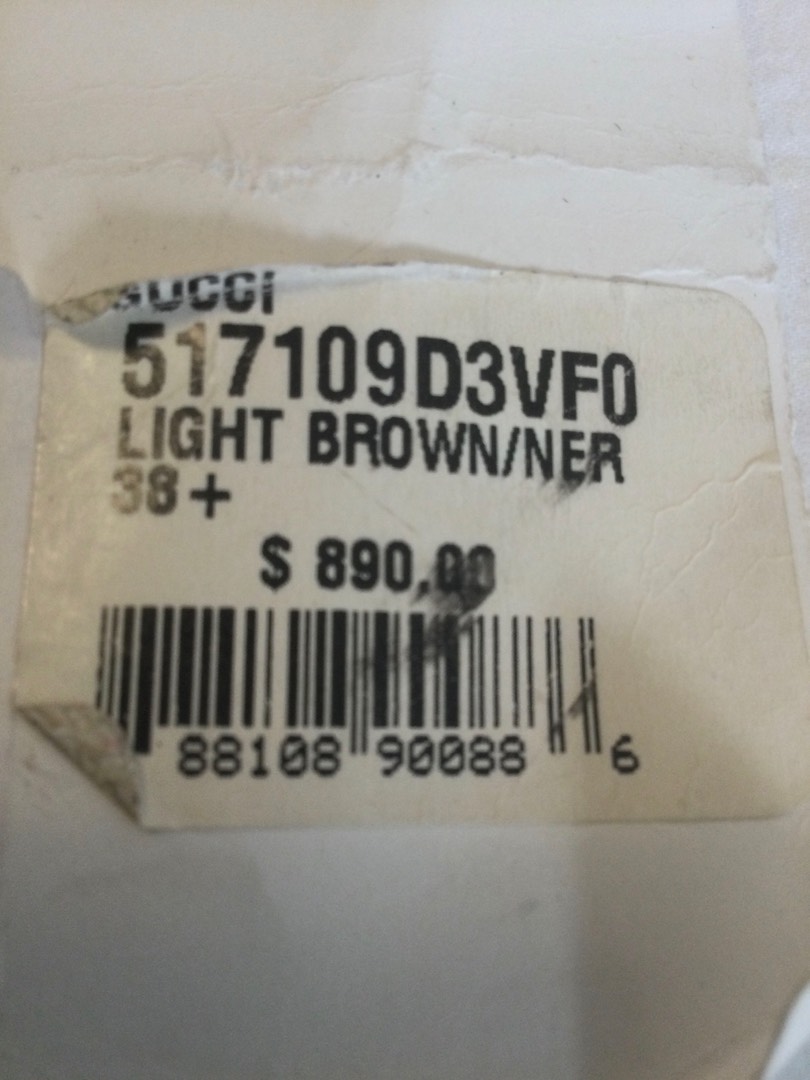 GUCCI
517109D3VF0
LIGHT BROWN/NER
38+
$ 890.00
88108 90088 6